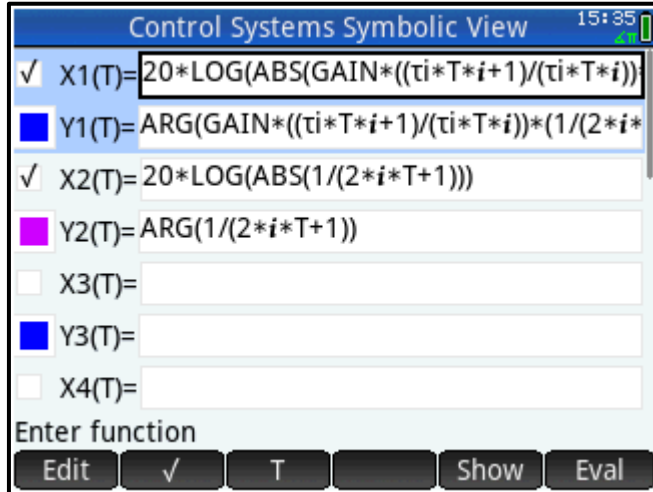 Control Systems Symbolic View 15:35
∡π
√ X1(T)= 20*LOG(ABS(GAIN*((τi*T*i+1)/(τi*T*i))*
Y1(T)= ARG(GAIN*((τi*T*i+1)/(τi*T*i))*(1/(2*i*
√ X2(T)= 20*LOG(ABS(1/(2*i*T+1)))
Y2(T)= ARG(1/(2*i*T+1))
X3(T)=
Y3(T)=
X4(T)=
Enter function
Edit √ T Show Eval